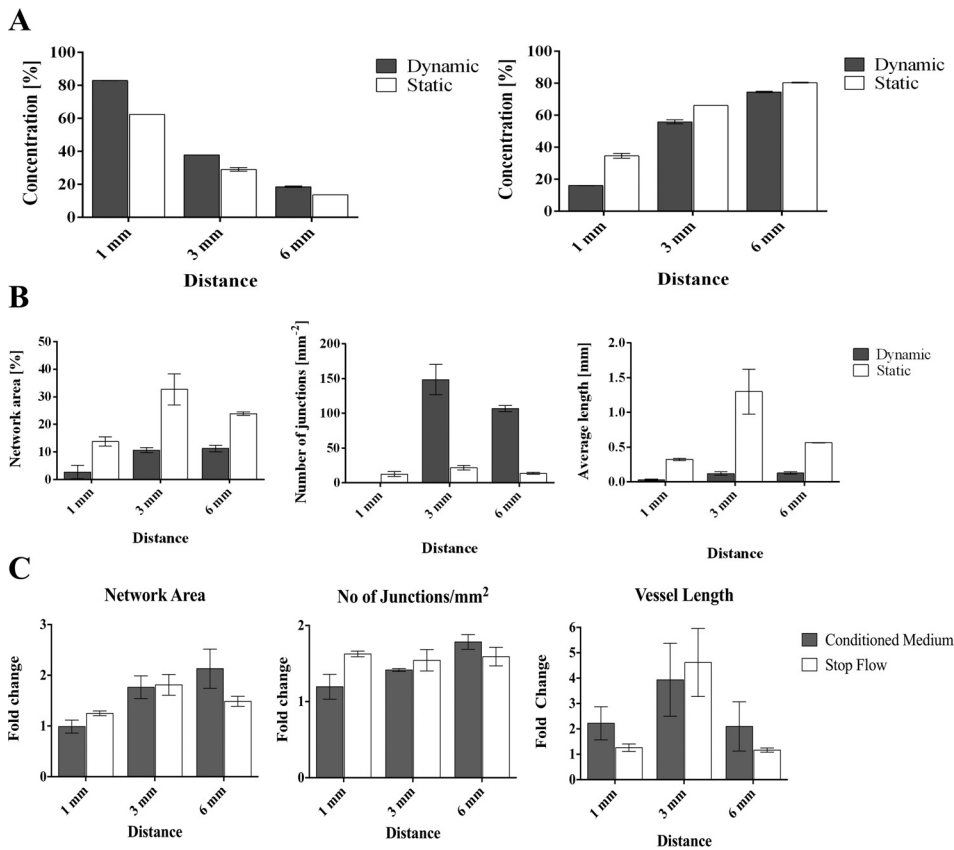 A
Concentration [%]
100
80
60
40
20
0
1 mm
3 mm
6 mm
Distance
Dynamic
Static
Concentration [%]
100
80
60
40
20
0
1 mm
3 mm
6 mm
Distance
Dynamic
Static
B
Network area [%]
50
40
30
20
10
0
1 mm
3 mm
6 mm
Distance
Number of junctions [mm-2]
200
150
100
50
0
1 mm
3 mm
6 mm
Distance
Average length [mm]
2.0
1.5
1.0
0.5
0.0
1 mm
3 mm
6 mm
Distance
Dynamic
Static
C
Network Area
Fold change
3
2
1
0
1 mm
3 mm
6 mm
Distance
No of Junctions/mm2
Fold change
2
1
0
1 mm
3 mm
6 mm
Distance
Vessel Length
Fold Change
6
5
4
3
2
1
0
1 mm
3 mm
6 mm
Distance
Conditioned Medium
Stop Flow